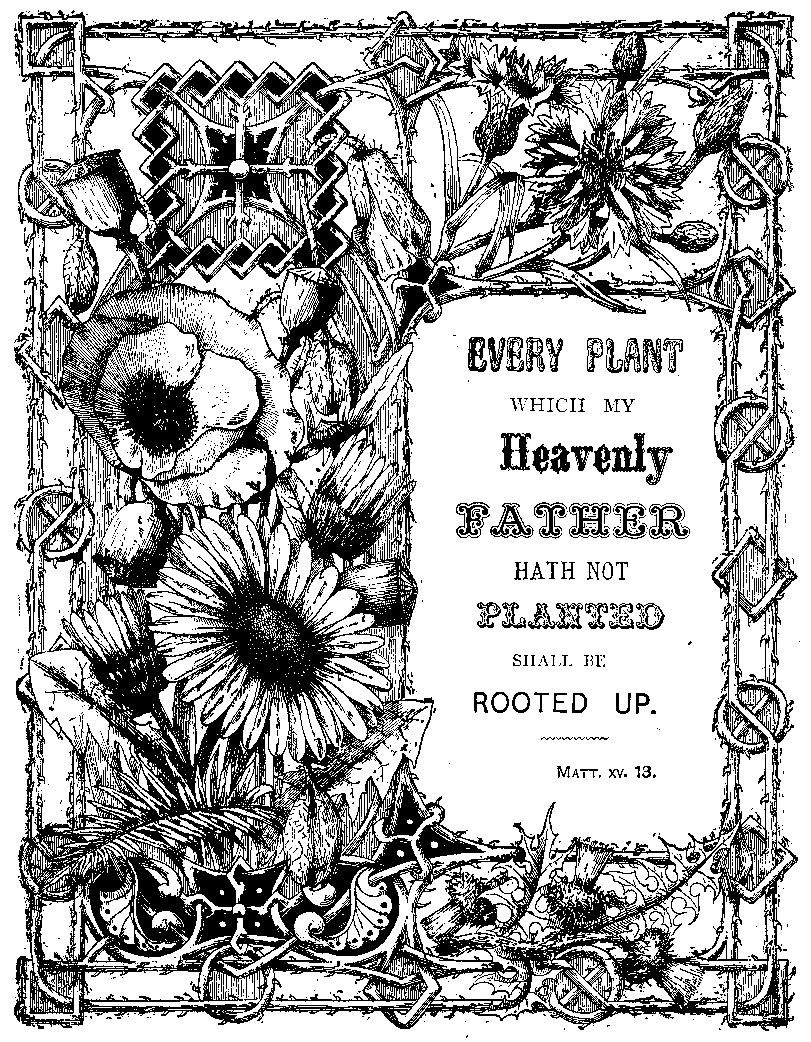 EVERY PLANT
WHICH MY
Heavenly
FATHER
HATH NOT
PLANTED
SHALL BE
ROOTED UP.
MATT. XV. 13.